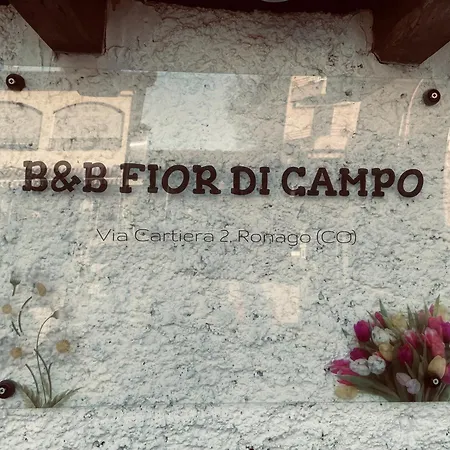 B&B FIOR DI CAMPO
Via Cartiera 2, Ronago (CO)